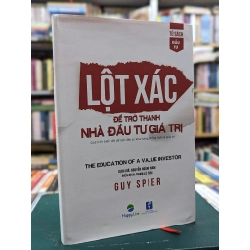 TỦ SÁCH
ĐẦU TƯ
LỘT XÁC
ĐỂ TRỞ THÀNH
NHÀ ĐẦU TƯ GIÁ TRỊ
THE EDUCATION OF A VALUE INVESTOR
GUY SPIER
HappyLive